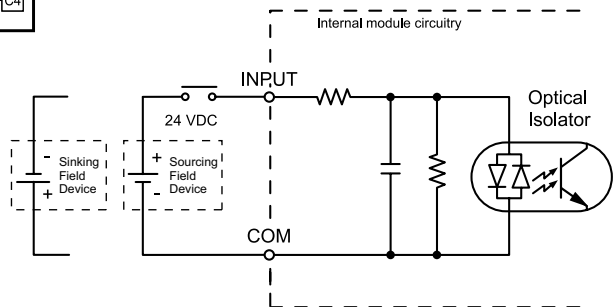 C4
Internal module circuitry
INPUT
24 VDC
Optical
Isolator
- Sinking
Field
+ Device
+ Sourcing
Field
- Device
COM